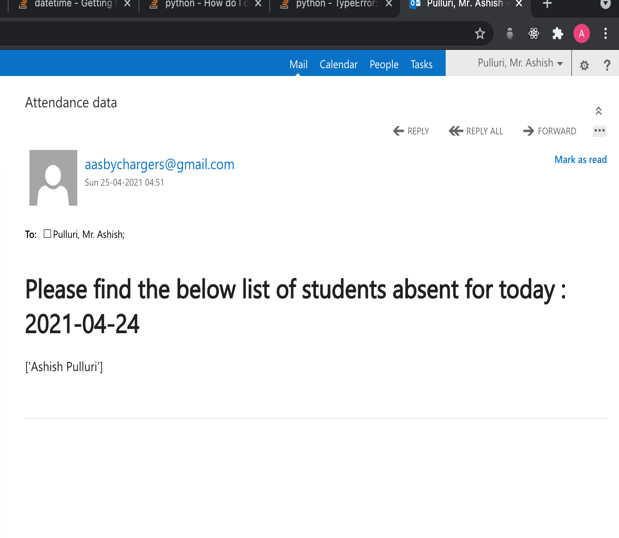 datetime - Getting
python - How do I
python - TypeError:
Pulluri, Mr. Ashish
A
Mail Calendar People Tasks Pulluri, Mr. Ashish ?
Attendance data
REPLY REPLY ALL FORWARD ...
aasbychargers@gmail.com
Mark as read
Sun 25-04-2021 04:51
To: Pulluri, Mr. Ashish;
Please find the below list of students absent for today :
2021-04-24
['Ashish Pulluri']